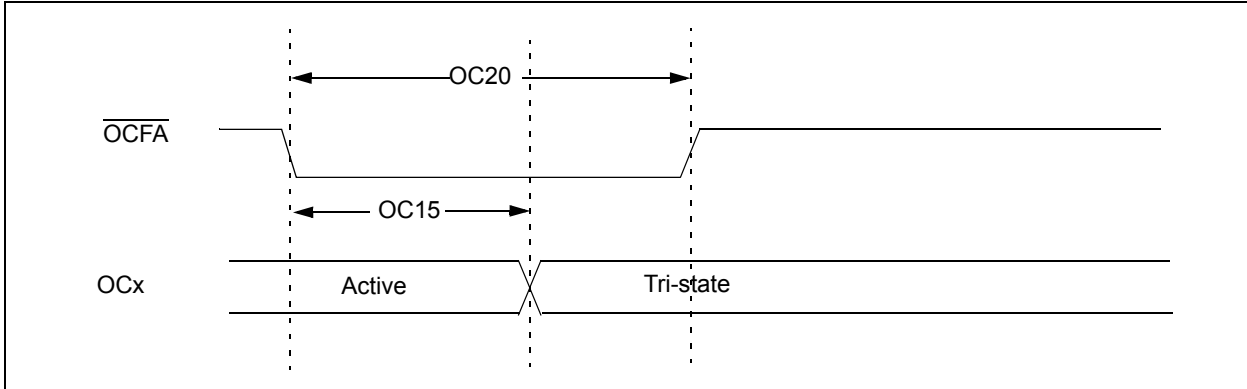 OC20
OCFA
OC15
OCx
Active
Tri-state